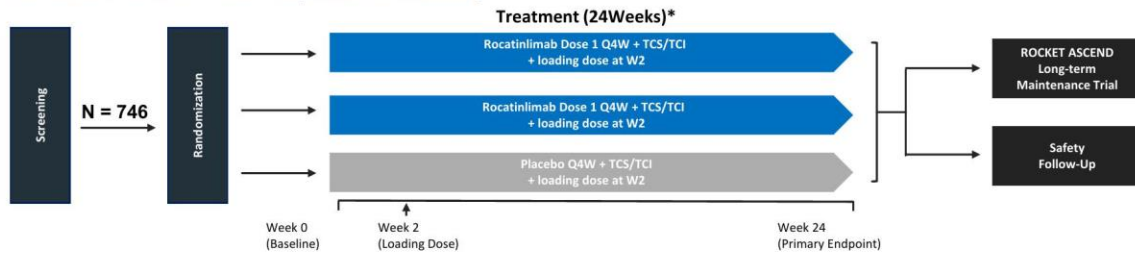 Treatment (24Weeks)*
Screening
N = 746
Randomization
Rocatinlimab Dose 1 Q4W + TCS/TCI
+ loading dose at W2
Rocatinlimab Dose 1 Q4W + TCS/TCI
+ loading dose at W2
Placebo Q4W + TCS/TCI
+ loading dose at W2
ROCKET ASCEND
Long-term
Maintenance Trial
Safety
Follow-Up
Week 0
(Baseline)
Week 2
(Loading Dose)
Week 24
(Primary Endpoint)